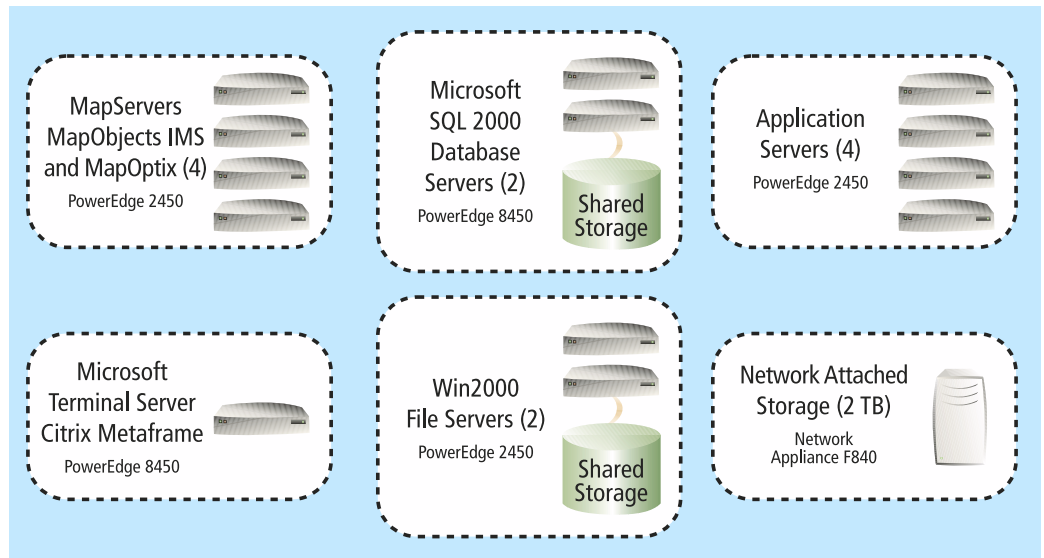 MapServers
MapObjects IMS
and MapOptix (4)
PowerEdge 2450
Microsoft
SQL 2000
Database
Servers (2)
PowerEdge 8450
Shared
Storage
Application
Servers (4)
PowerEdge 2450
Microsoft
Terminal Server
Citrix Metaframe
PowerEdge 8450
Win2000
File Servers (2)
PowerEdge 2450
Shared
Storage
Network Attached
Storage (2 TB)
Network
Appliance F840